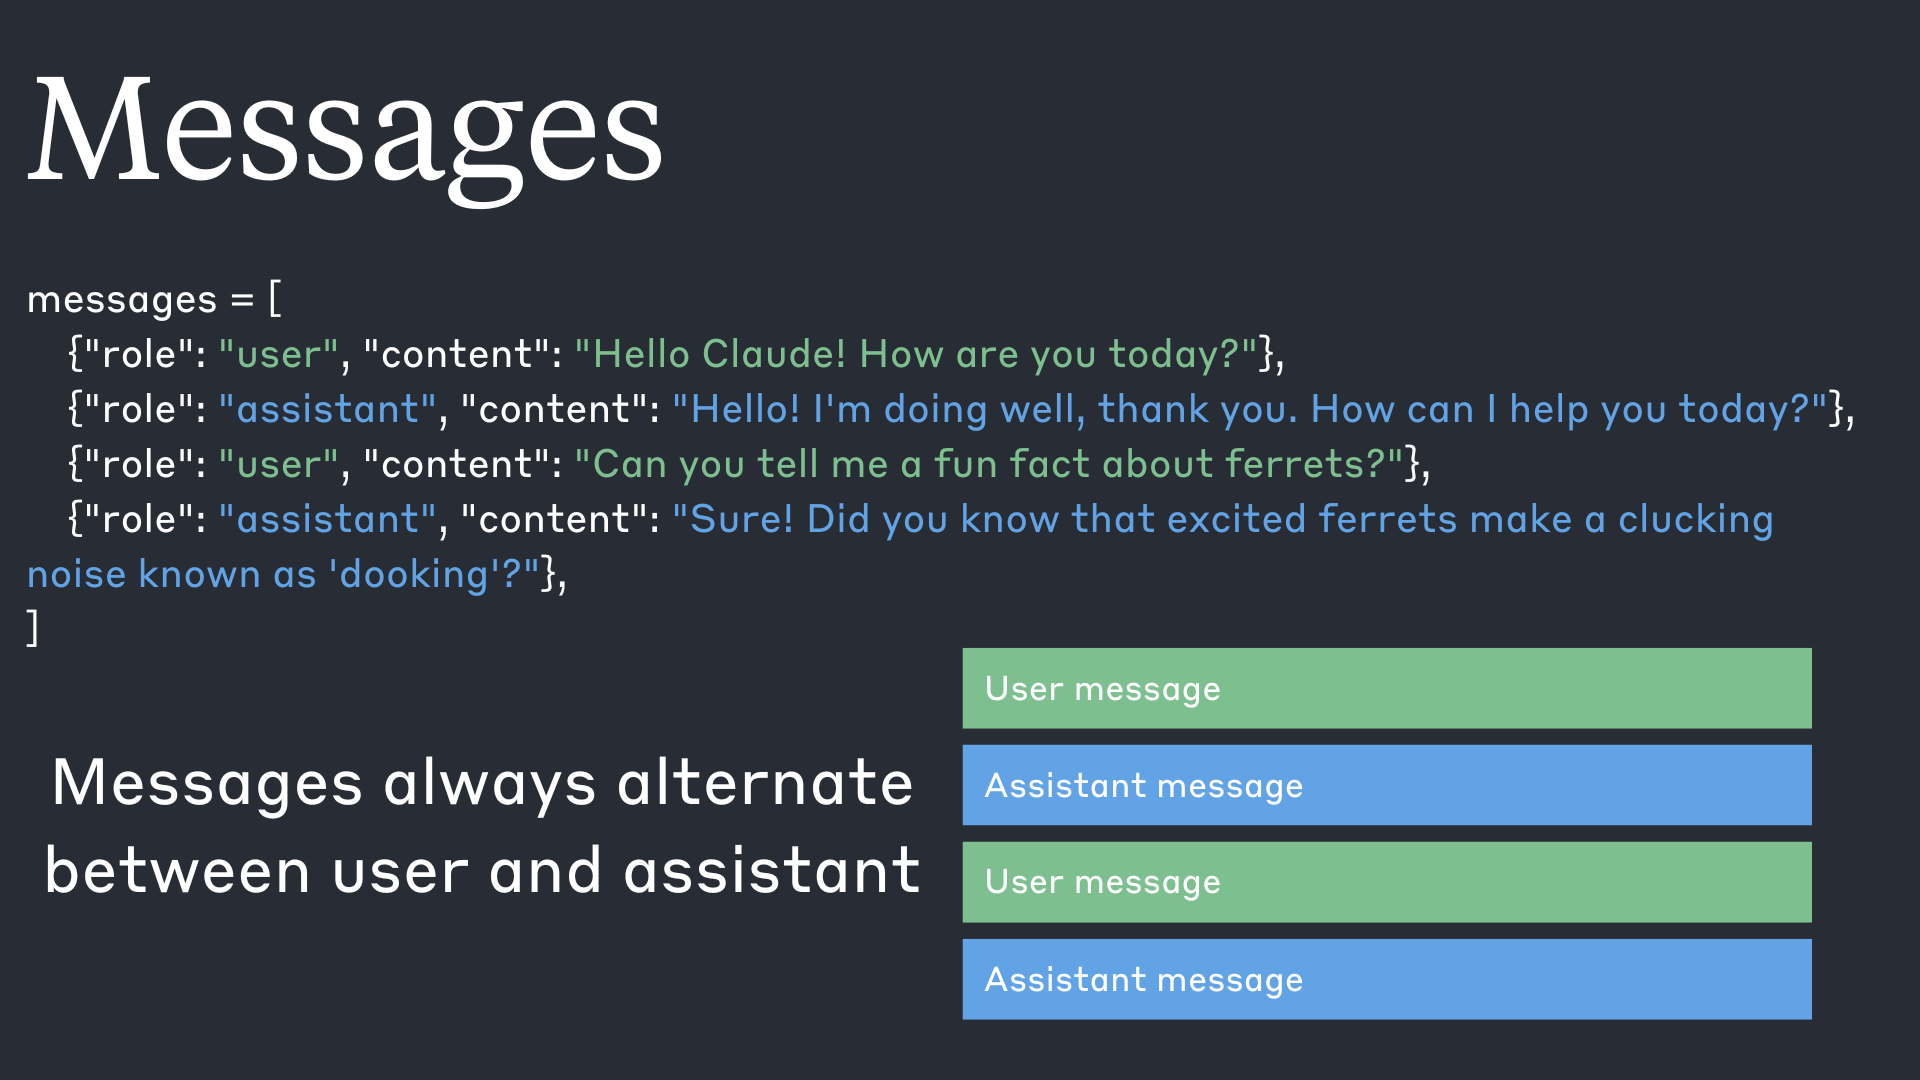 Messages
messages = [
    {"role": "user", "content": "Hello Claude! How are you today?"},
    {"role": "assistant", "content": "Hello! I'm doing well, thank you. How can I help you today?"},
    {"role": "user", "content": "Can you tell me a fun fact about ferrets?"},
    {"role": "assistant", "content": "Sure! Did you know that excited ferrets make a clucking
noise known as 'dooking'?"},
]
Messages always alternate
between user and assistant
User message
Assistant message
User message
Assistant message